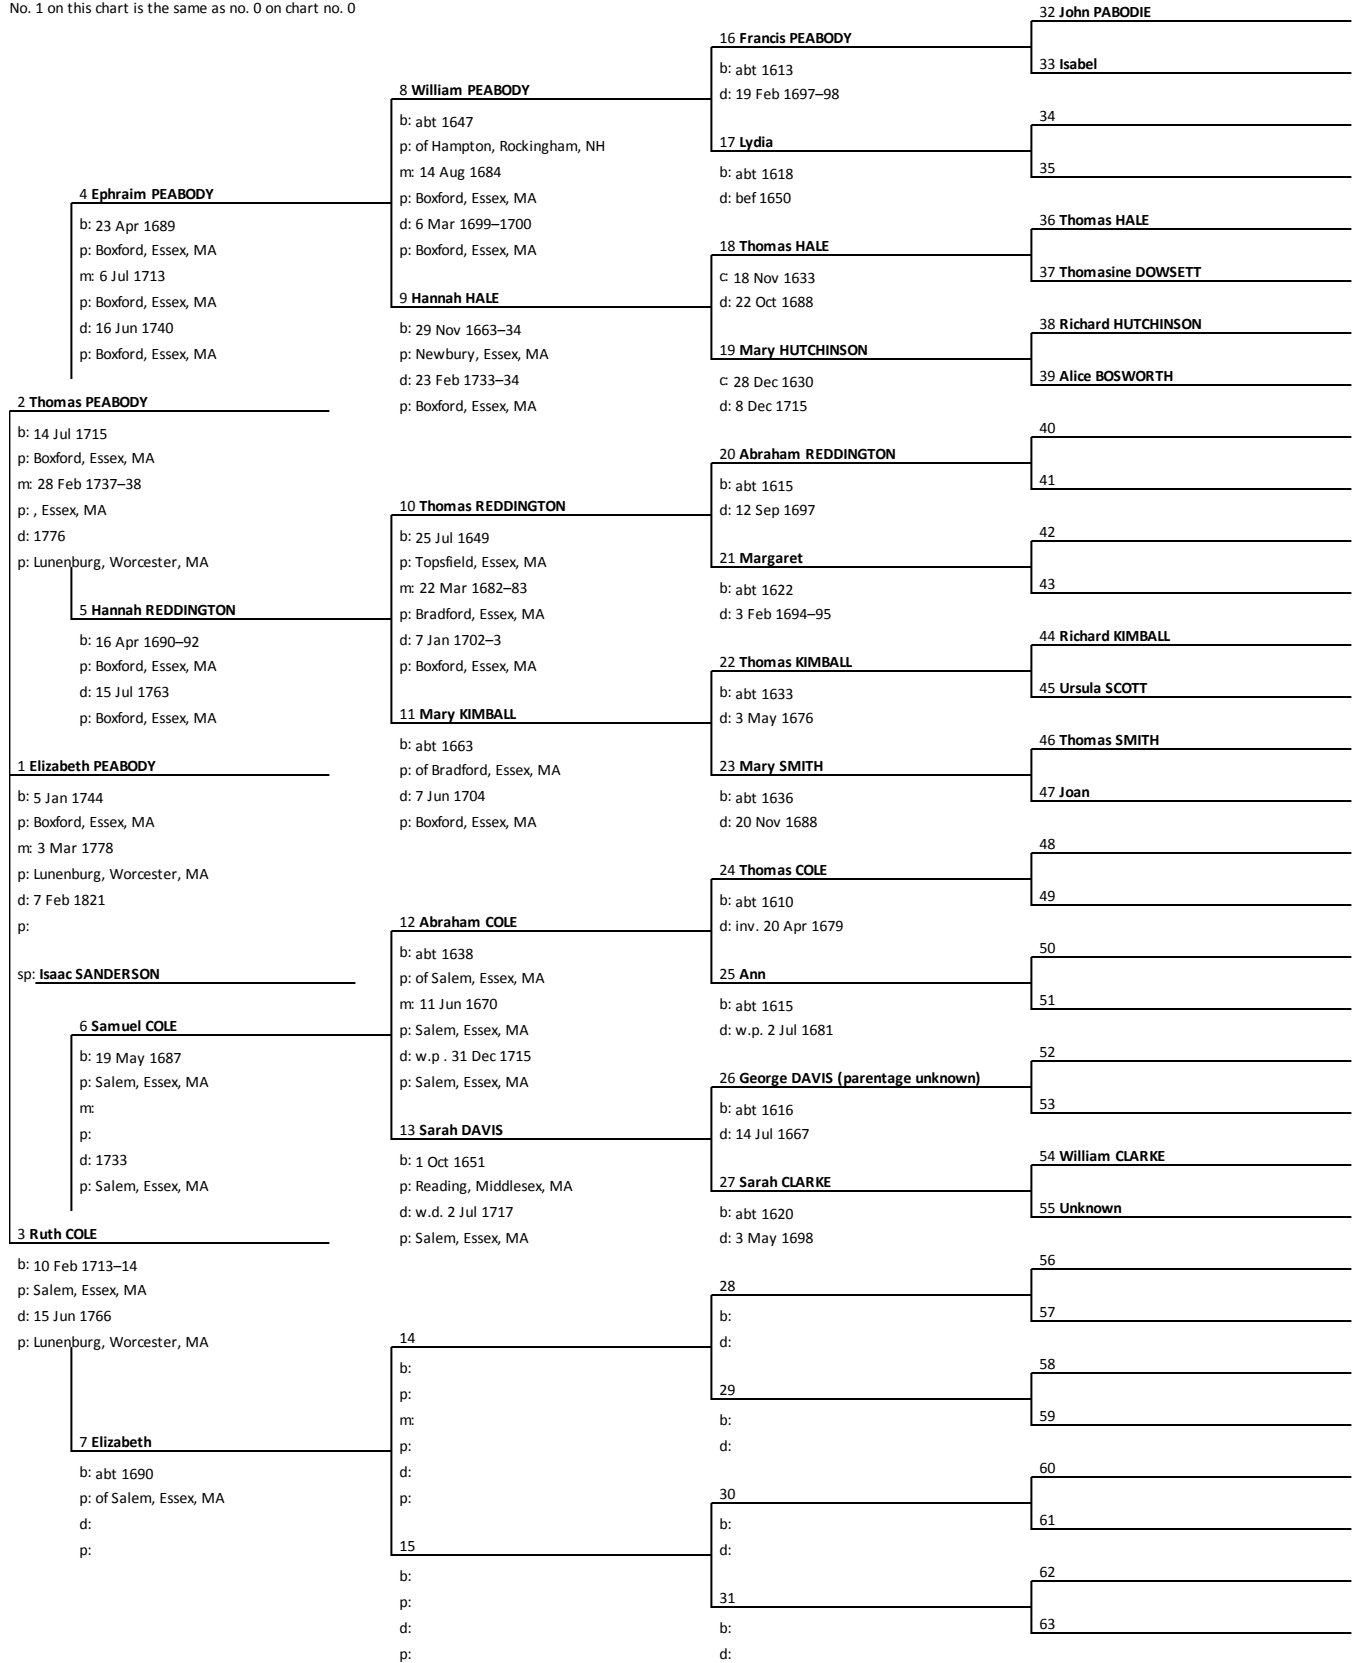 No. 1 on this chart is the same as no. 0 on chart no. 0
4 Ephraim PEABODY
b: 23 Apr 1689
p: Boxford, Essex, MA
m: 6 Jul 1713
p: Boxford, Essex, MA
d: 16 Jun 1740
p: Boxford, Essex, MA
2 Thomas PEABODY
b: 14 Jul 1715
p: Boxford, Essex, MA
m: 28 Feb 1737–38
p: , Essex, MA
d: 1776
p: Lunenburg, Worcester, MA
5 Hannah REDDINGTON
b: 16 Apr 1690–92
p: Boxford, Essex, MA
d: 15 Jul 1763
p: Boxford, Essex, MA
1 Elizabeth PEABODY
b: 5 Jan 1744
p: Boxford, Essex, MA
m: 3 Mar 1778
p: Lunenburg, Worcester, MA
d: 7 Feb 1821
p:
sp: Isaac SANDERSON
6 Samuel COLE
b: 19 May 1687
p: Salem, Essex, MA
m:
p:
d: 1733
p: Salem, Essex, MA
3 Ruth COLE
b: 10 Feb 1713–14
p: Salem, Essex, MA
d: 15 Jun 1766
p: Lunenburg, Worcester, MA
7 Elizabeth
b: abt 1690
p: of Salem, Essex, MA
d:
p:
8 William PEABODY
b: abt 1647
p: of Hampton, Rockingham, NH
m: 14 Aug 1684
p: Boxford, Essex, MA
d: 6 Mar 1699–1700
p: Boxford, Essex, MA
9 Hannah HALE
b: 29 Nov 1663–34
p: Newbury, Essex, MA
d: 23 Feb 1733–34
p: Boxford, Essex, MA
10 Thomas REDDINGTON
b: 25 Jul 1649
p: Topsfield, Essex, MA
m: 22 Mar 1682–83
p: Bradford, Essex, MA
d: 7 Jan 1702–3
p: Boxford, Essex, MA
11 Mary KIMBALL
b: abt 1663
p: of Bradford, Essex, MA
d: 7 Jun 1704
p: Boxford, Essex, MA
12 Abraham COLE
b: abt 1638
p: of Salem, Essex, MA
m: 11 Jun 1670
p: Salem, Essex, MA
d: w.p . 31 Dec 1715
p: Salem, Essex, MA
13 Sarah DAVIS
b: 1 Oct 1651
p: Reading, Middlesex, MA
d: w.d. 2 Jul 1717
p: Salem, Essex, MA
14
b:
p:
m:
p:
d:
p:
15
b:
p:
d:
p:
16 Francis PEABODY
b: abt 1613
d: 19 Feb 1697–98
17 Lydia
b: abt 1618
d: bef 1650
18 Thomas HALE
c: 18 Nov 1633
d: 22 Oct 1688
19 Mary HUTCHINSON
c: 28 Dec 1630
d: 8 Dec 1715
20 Abraham REDDINGTON
b: abt 1615
d: 12 Sep 1697
21 Margaret
b: abt 1622
d: 3 Feb 1694–95
22 Thomas KIMBALL
b: abt 1633
d: 3 May 1676
23 Mary SMITH
b: abt 1636
d: 20 Nov 1688
24 Thomas COLE
b: abt 1610
d: inv. 20 Apr 1679
25 Ann
b: abt 1615
d: w.p. 2 Jul 1681
26 George DAVIS (parentage unknown)
b: abt 1616
d: 14 Jul 1667
27 Sarah CLARKE
b: abt 1620
d: 3 May 1698
28
b:
d:
29
b:
d:
30
b:
d:
31
b:
d:
32 John PABODIE
33 Isabel
34
35
36 Thomas HALE
37 Thomasine DOWSETT
38 Richard HUTCHINSON
39 Alice BOSWORTH
40
41
42
43
44 Richard KIMBALL
45 Ursula SCOTT
46 Thomas SMITH
47 Joan
48
49
50
51
52
53
54 William CLARKE
55 Unknown
56
57
58
59
60
61
62
63